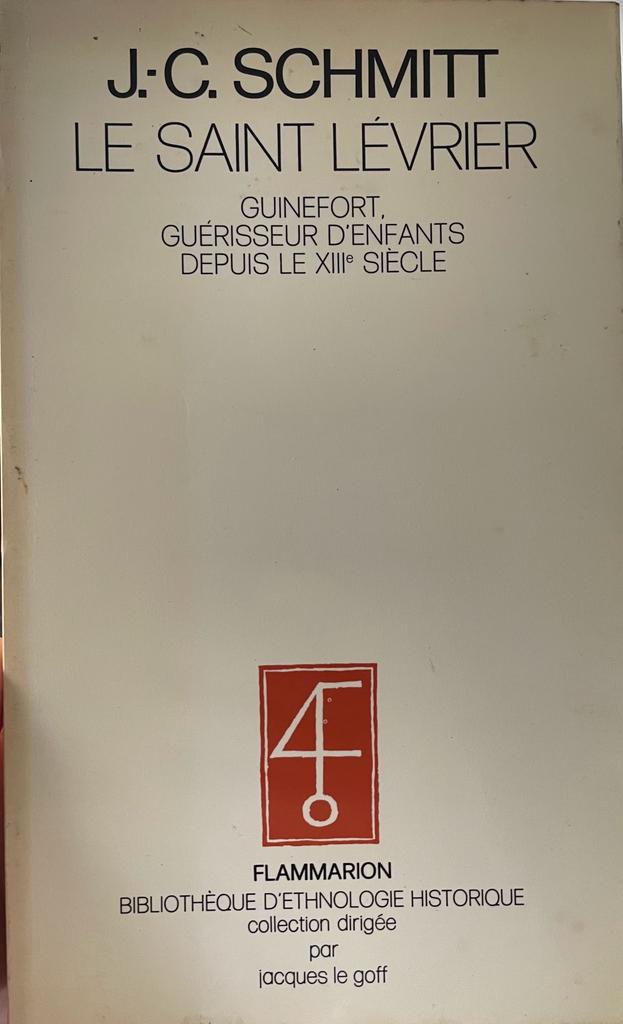 J.-C. SCHMITT
LE SAINT LÉVRIER
GUINEFORT,
GUÉRISSEUR D'ENFANTS
DEPUIS LE XIIIe SIÈCLE
FLAMMARION
BIBLIOTHÈQUE D'ETHNOLOGIE HISTORIQUE
collection dirigée
par
jacques le goff